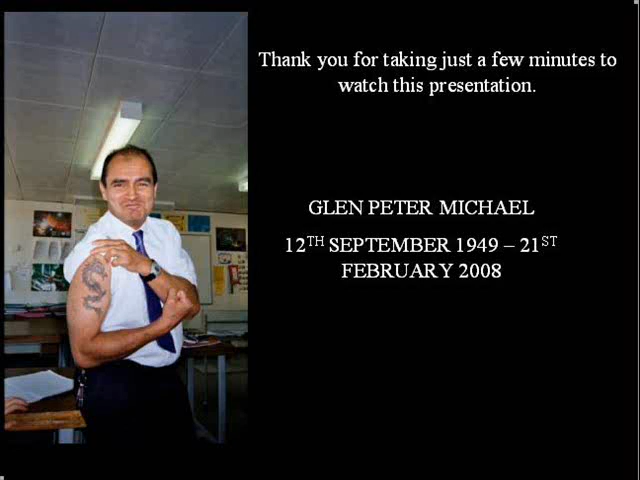 Thank you for taking just a few minutes to
watch this presentation.
GLEN PETER MICHAEL
12TH SEPTEMBER 1949 – 21ST
FEBRUARY 2008